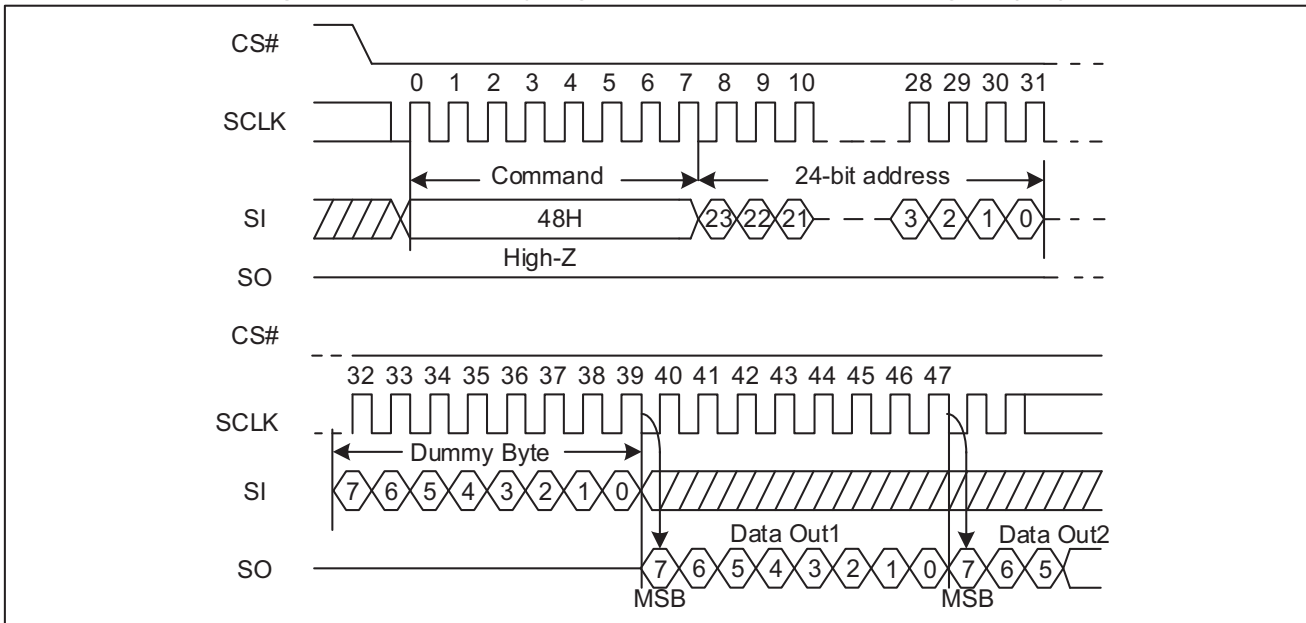 CS#
0 1 2 3 4 5 6 7 8 9 10 28 29 30 31
SCLK
Command 24-bit address
SI 48H 23 22 21 3 2 1 0
High-Z
SO
CS#
32 33 34 35 36 37 38 39 40 41 42 43 44 45 46 47
SCLK
Dummy Byte
SI 7 6 5 4 3 2 1 0
Data Out1 Data Out2
SO 7 6 5 4 3 2 1 0 7 6 5
MSB MSB